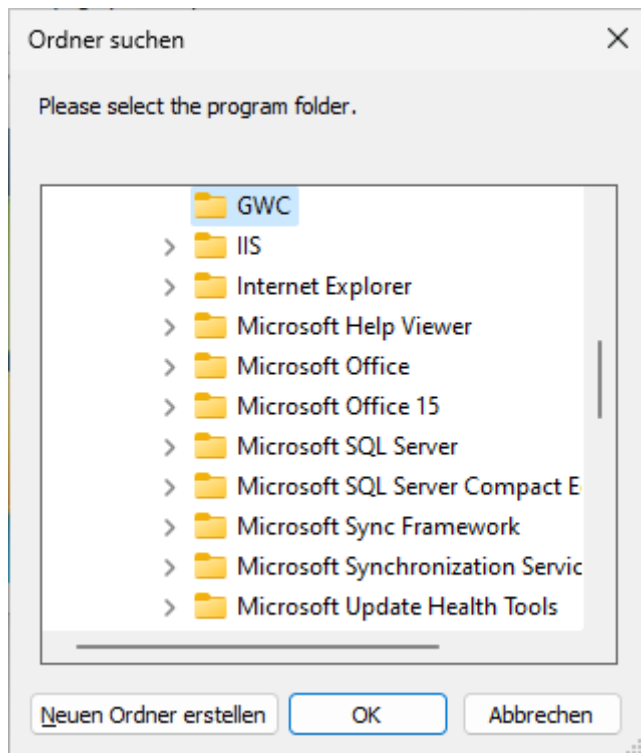 Ordner suchen
Please select the program folder.
GWC
IIS
Internet Explorer
Microsoft Help Viewer
Microsoft Office
Microsoft Office 15
Microsoft SQL Server
Microsoft SQL Server Compact E
Microsoft Sync Framework
Microsoft Synchronization Servic
Microsoft Update Health Tools
Neuen Ordner erstellen OK Abbrechen